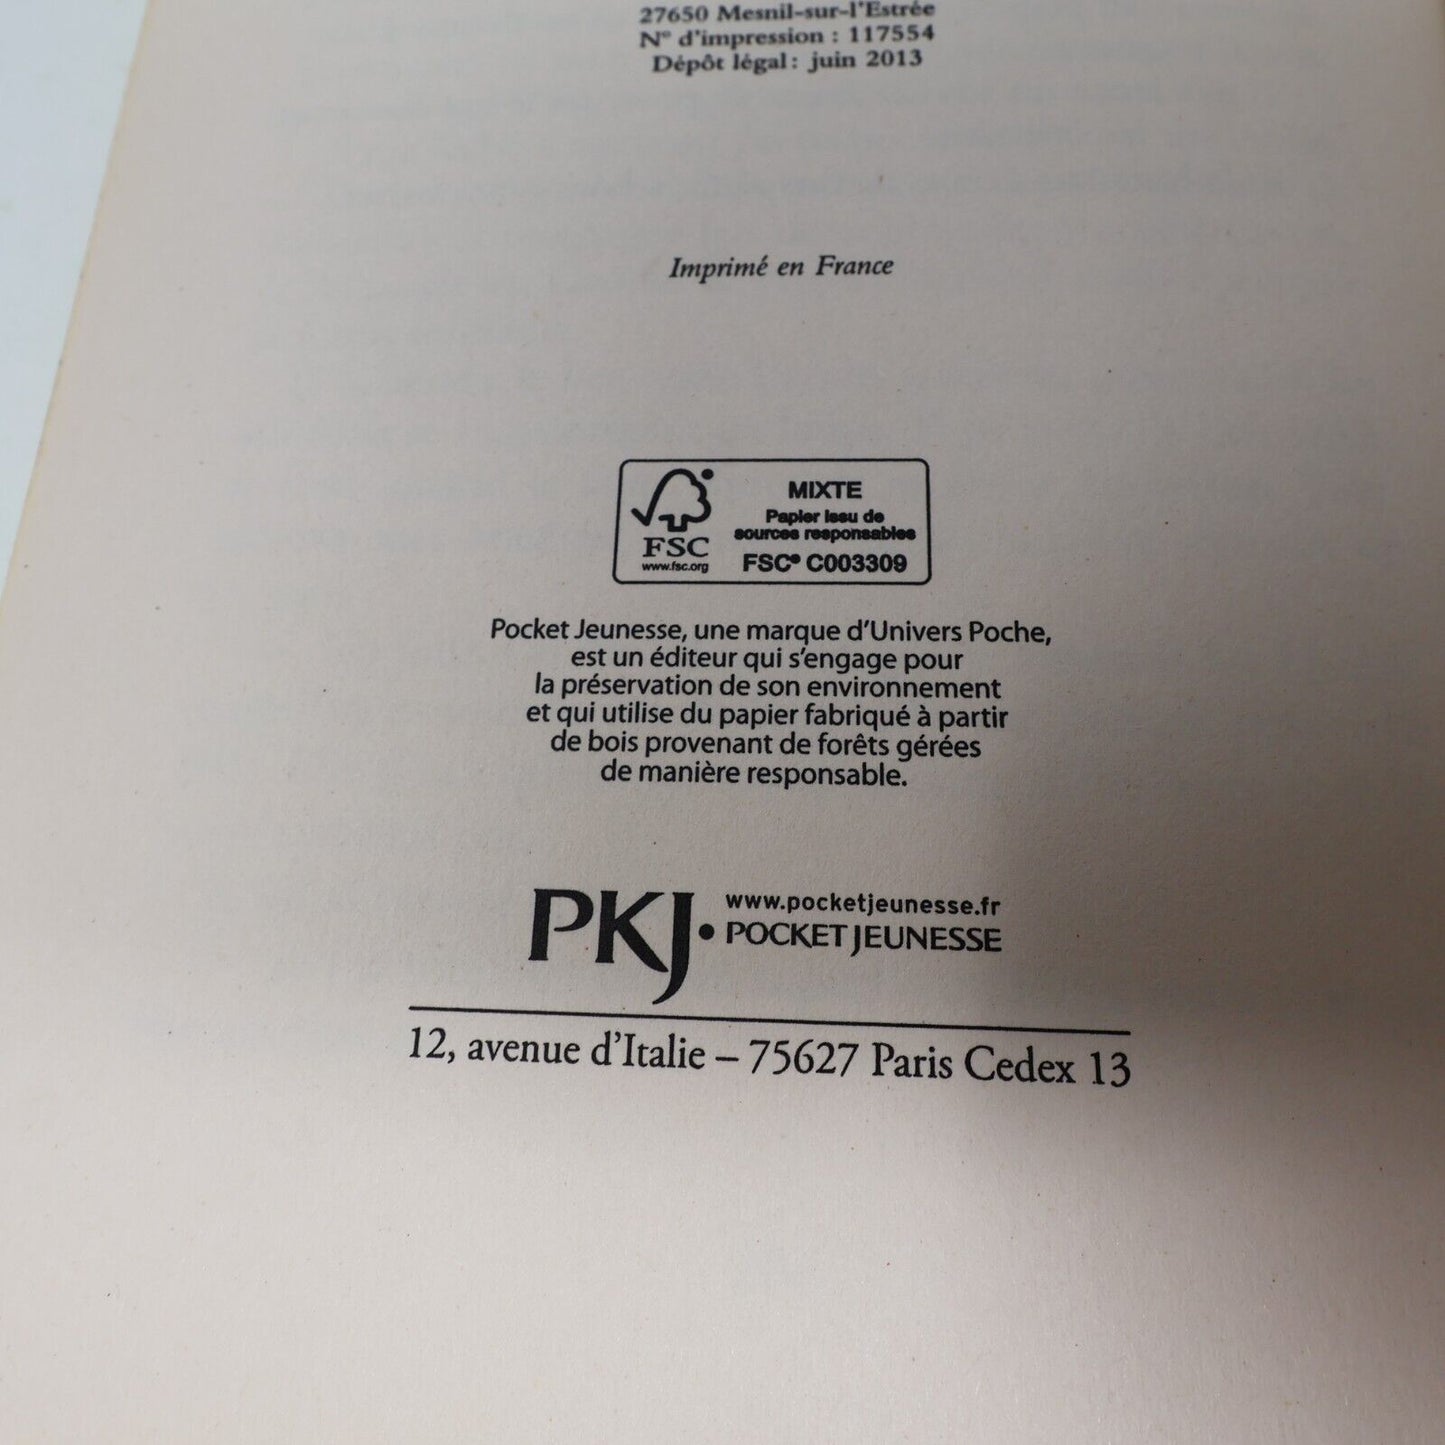 27650 Mesnil-sur-l'Estrée
N° d'impression : 117554
Dépôt légal : juin 2013
Imprimé en France
FSC
www.fsc.org
MIXTE
Papier issu de
sources responsables
FSC® C003309
Pocket Jeunesse, une marque d'Univers Poche,
est un éditeur qui s'engage pour
la préservation de son environnement
et qui utilise du papier fabriqué à partir
de bois provenant de forêts gérées
de manière responsable.
PKJ•
www.pocketjeunesse.fr
POCKET JEUNESSE
12, avenue d'Italie – 75627 Paris Cedex 13